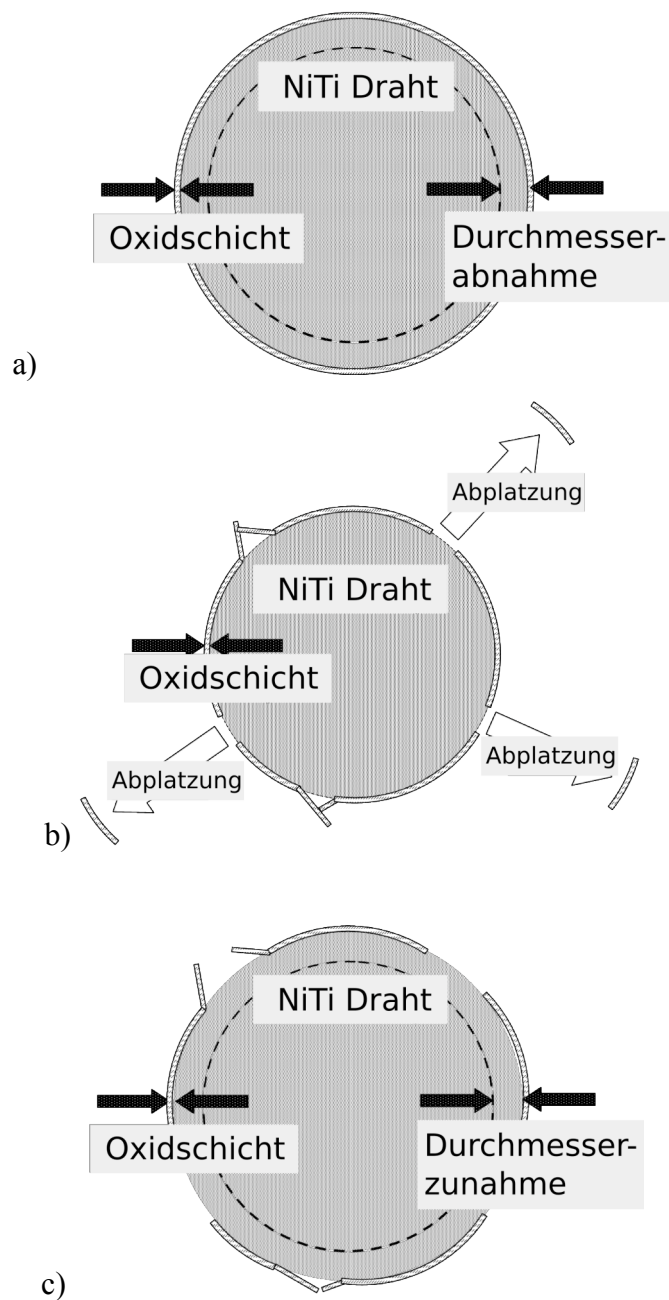 NiTi Draht
Oxidschicht
Durchmesser-
abnahme
a)
Abplatzung
NiTi Draht
Oxidschicht
Abplatzung
Abplatzung
b)
NiTi Draht
Oxidschicht
Durchmesser-
zunahme
c)